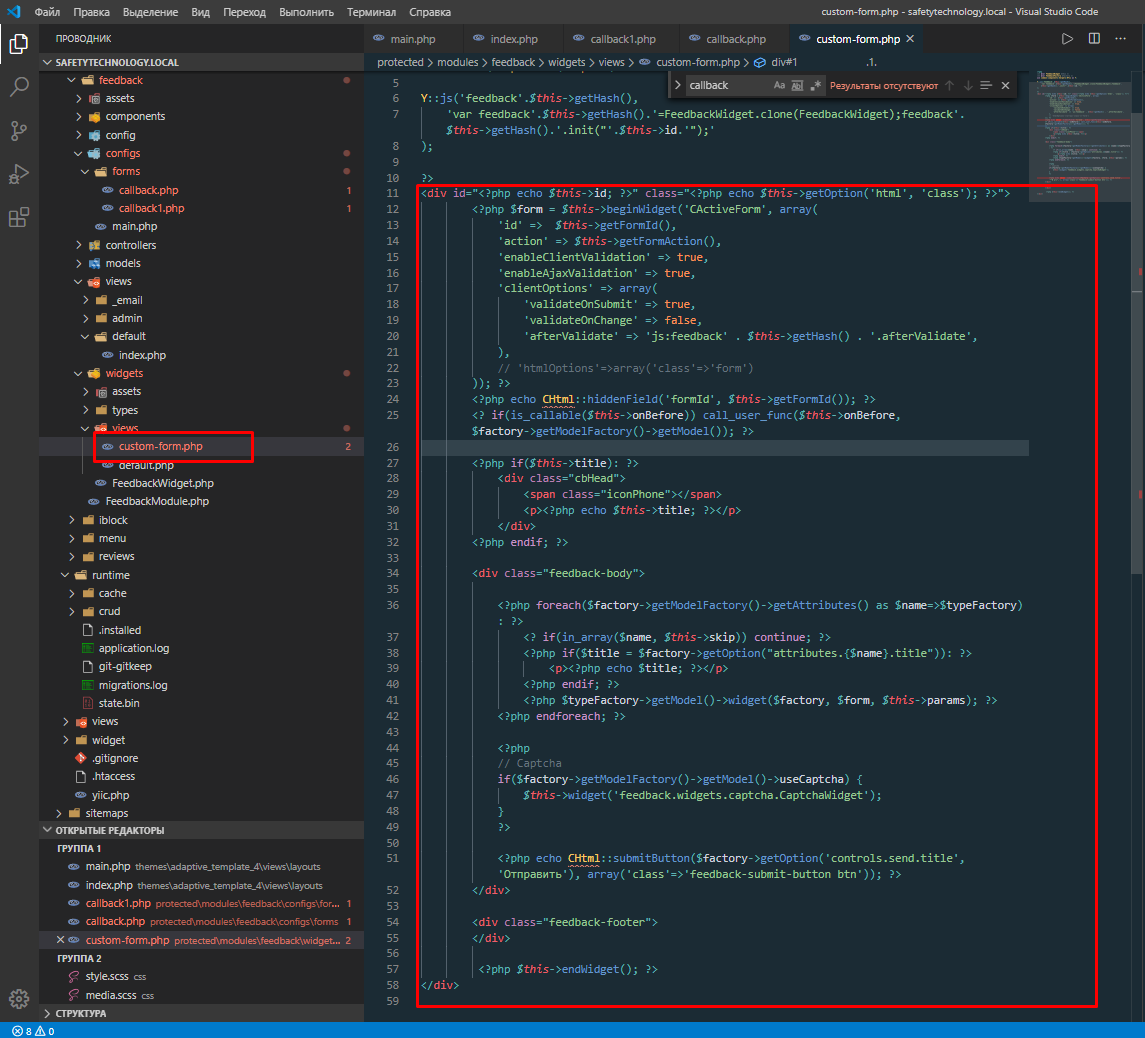 Файл Правка Выделение Вид Переход Выполнить Терминал Справка
custom-form.php - safetytechnology.local - Visual Studio Code
ПРОВОДНИК
SAFETYTECHNOLOGY.LOCAL
feedback
assets
components
config
configs
forms
callback.php 1
callback1.php 1
main.php
controllers
models
views
_email
admin
default
index.php
widgets
assets
types
views
custom-form.php 2
default.php
FeedbackWidget.php
FeedbackModule.php
iblock
menu
reviews
runtime
cache
crud
.installed
application.log
git-gitkeep
migrations.log
state.bin
views
widget
.gitignore
.htaccess
yiic.php
sitemaps
ОТКРЫТЫЕ РЕДАКТОРЫ
ГРУППА 1
main.php themes\adaptive_template_4\views\layouts
index.php themes\adaptive_template_4\views\layouts
callback1.php protected\modules\feedback\configs\for... 1
callback.php protected\modules\feedback\configs\forms 1
custom-form.php protected\modules\feedback\widget... 2
ГРУППА 2
style.scss css
media.scss css
СТРУКТУРА
8 0
main.php index.php callback1.php callback.php custom-form.php
protected > modules > feedback > widgets > views > custom-form.php > div#1 .1.
callback Aa Ab Результаты отсутствуют
5
6 Y::js('feedback'.$this->getHash(),
7 'var feedback'.$this->getHash().'=FeedbackWidget.clone(FeedbackWidget);feedback'.
$this->getHash().'.init("'.$this->id.'");'
8 );
9
10 ?>
11 <div id="<?php echo $this->id; ?>" class="<?php echo $this->getOption('html', 'class'); ?>">
12 <?php $form = $this->beginWidget('CActiveForm', array(
13 'id' => $this->getFormId(),
14 'action' => $this->getFormAction(),
15 'enableClientValidation' => true,
16 'enableAjaxValidation' => true,
17 'clientOptions' => array(
18 'validateOnSubmit' => true,
19 'validateOnChange' => false,
20 'afterValidate' => 'js:feedback' . $this->getHash() . '.afterValidate',
21 ),
22 // 'htmlOptions'=>array('class'=>'form')
23 )); ?>
24 <?php echo CHtml::hiddenField('formId', $this->getFormId()); ?>
25 <? if(is_callable($this->onBefore)) call_user_func($this->onBefore,
$factory->getModelFactory()->getModel()); ?>
26
27 <?php if($this->title): ?>
28 <div class="cbHead">
29 <span class="iconPhone"></span>
30 <p><?php echo $this->title; ?></p>
31 </div>
32 <?php endif; ?>
33
34 <div class="feedback-body">
35
36 <?php foreach($factory->getModelFactory()->getAttributes() as $name=>$typeFactory)
: ?>
37 <? if(in_array($name, $this->skip)) continue; ?>
38 <?php if($title = $factory->getOption("attributes.{$name}.title")): ?>
39 <p><?php echo $title; ?></p>
40 <?php endif; ?>
41 <?php $typeFactory->getModel()->widget($factory, $form, $this->params); ?>
42 <?php endforeach; ?>
43
44 <?php
45 // Captcha
46 if($factory->getModelFactory()->getModel()->useCaptcha) {
47 $this->widget('feedback.widgets.captcha.CaptchaWidget');
48 }
49 ?>
50
51 <?php echo CHtml::submitButton($factory->getOption('controls.send.title',
'Отправить'), array('class'=>'feedback-submit-button btn')); ?>
52 </div>
53
54 <div class="feedback-footer">
55 </div>
56
57 <?php $this->endWidget(); ?>
58 </div>
59